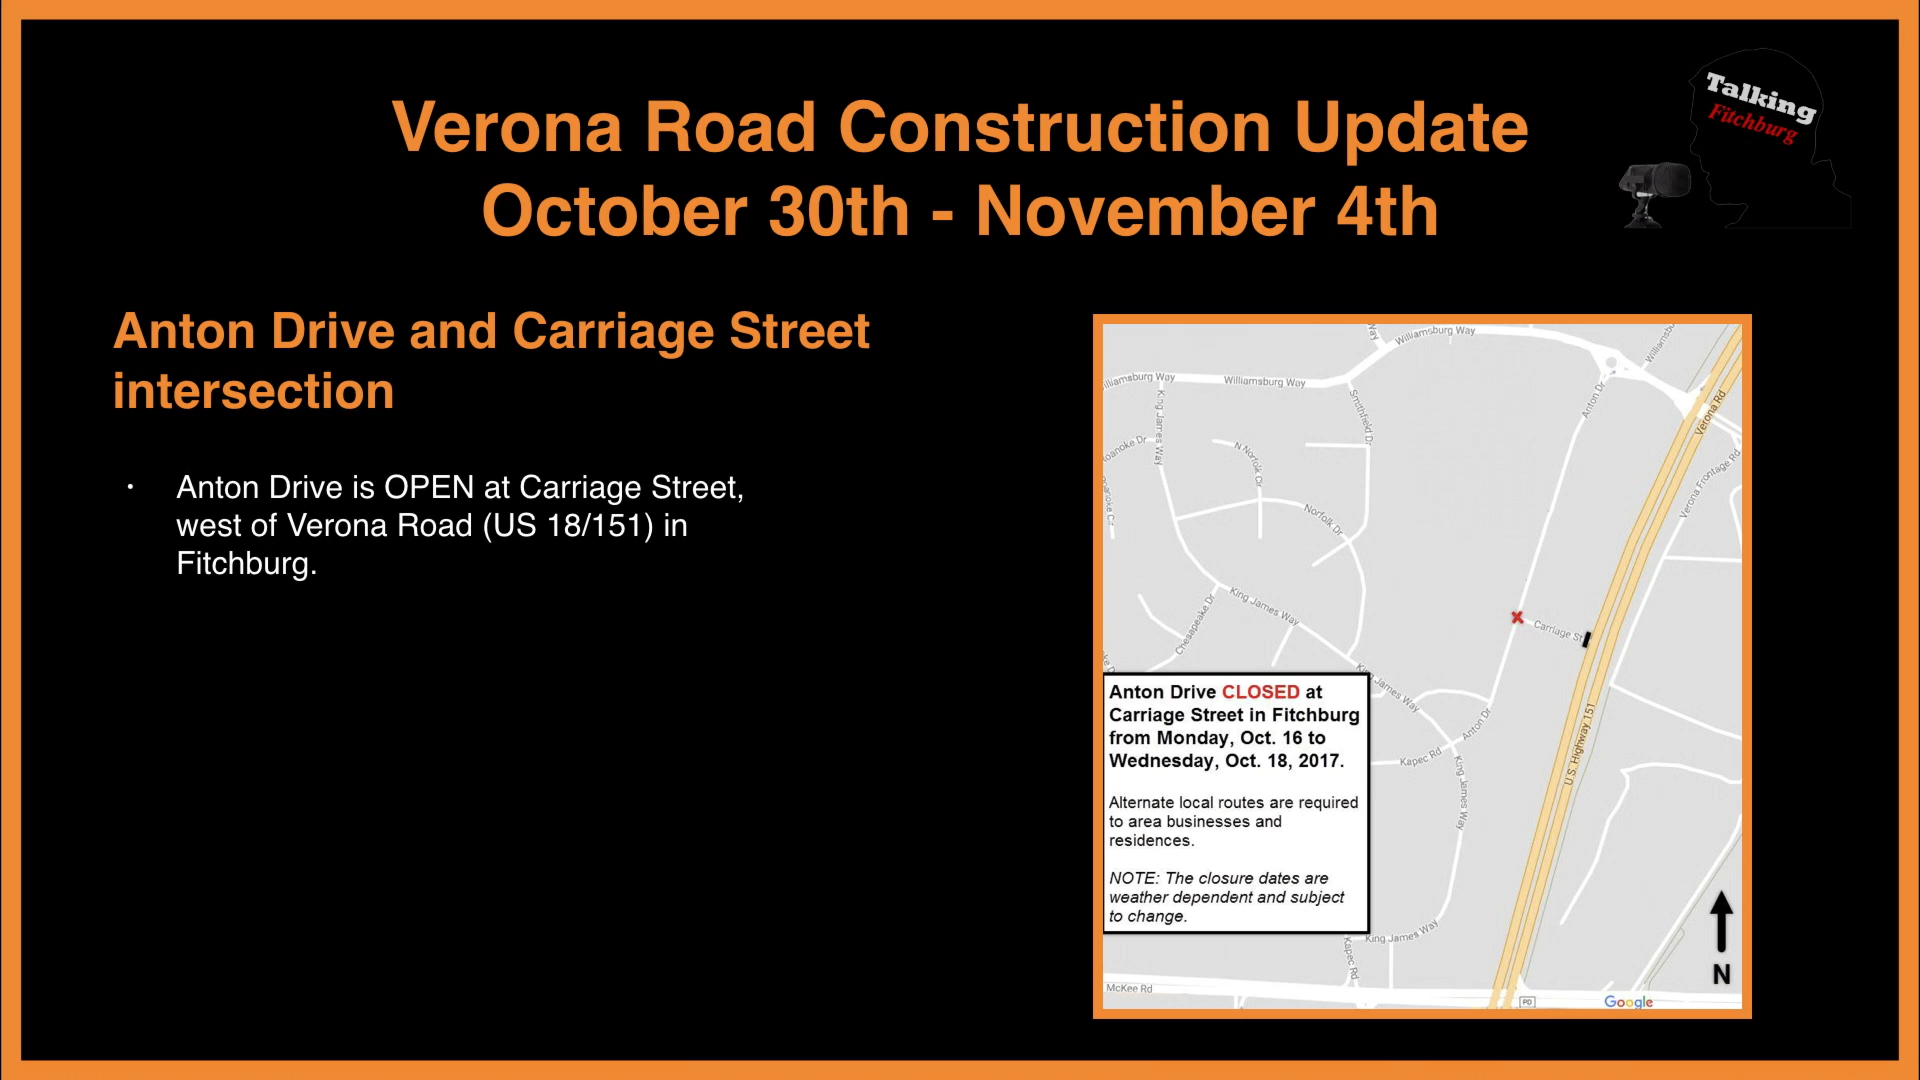 Verona Road Construction Update
October 30th - November 4th
Talking
Fitchburg
Anton Drive and Carriage Street
intersection
· Anton Drive is OPEN at Carriage Street,
west of Verona Road (US 18/151) in
Fitchburg.
Williamsburg Way
Williamsburg Way
Anton Dr
Verona Rd
King James Way
Smithfield Dr
N Norfolk Dr
Norfolk Dr
Verona Frontage Rd
King James Way
Chesapeake Dr
Carriage St
King James Way
Anton Dr
Kapec Rd
King James Way
U.S. Highway 151
Anton Drive CLOSED at
Carriage Street in Fitchburg
from Monday, Oct. 16 to
Wednesday, Oct. 18, 2017.
Alternate local routes are required
to area businesses and
residences.
NOTE: The closure dates are
weather dependent and subject
to change.
King James Way
Kapec Rd
N
McKee Rd
PD
Google